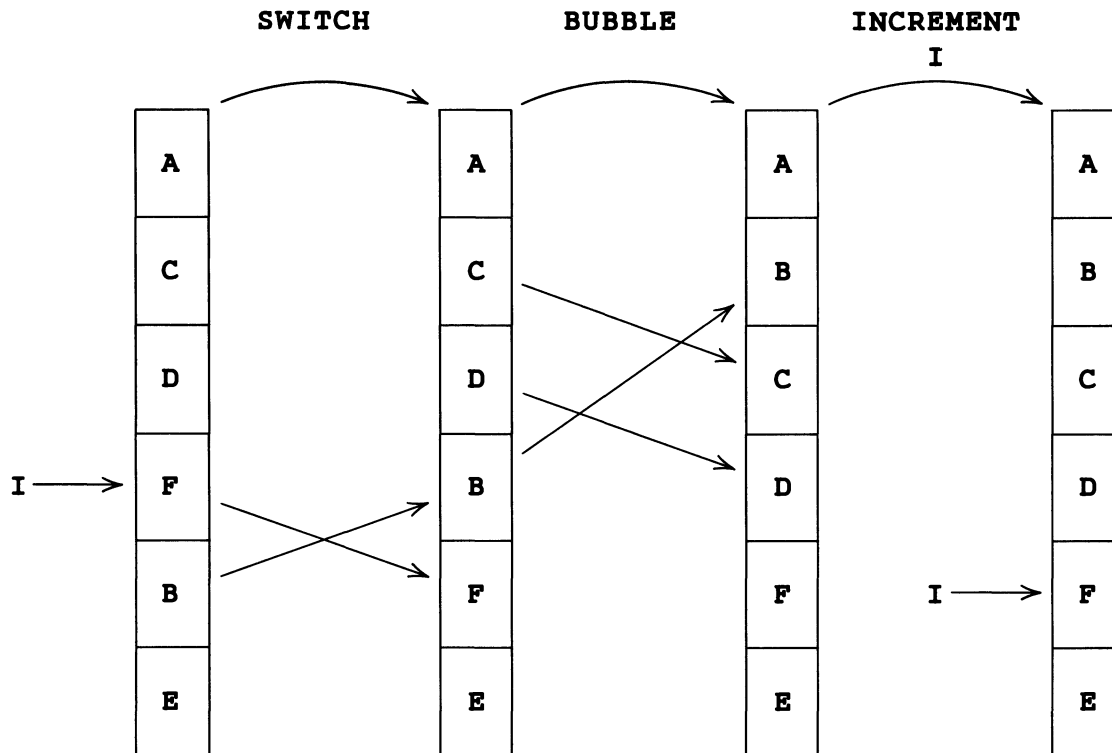 SWITCH BUBBLE INCREMENT
I
A A A A
C C B B
D D C C
I F B D D
B F F I F
E E E E